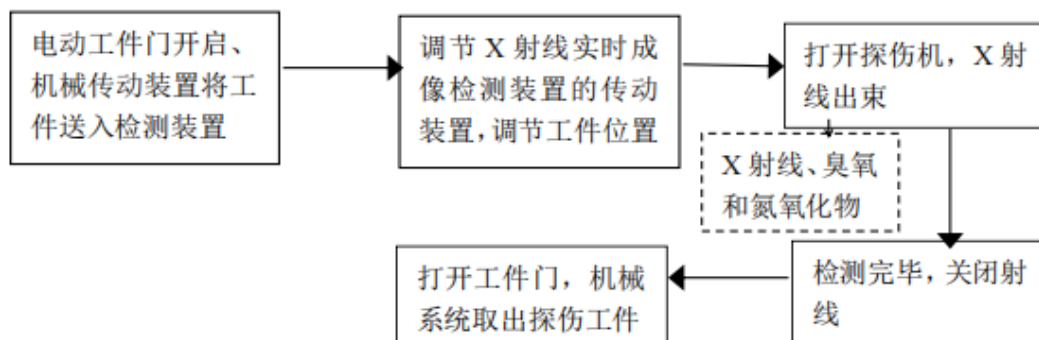 电动工件门开启、
机械传动装置将工
件送入检测装置
调节 X 射线实时成
像检测装置的传动
装置，调节工件位置
打开探伤机，X 射
线出束
X 射线、臭氧
和氮氧化物
检测完毕，关闭射
线
打开工件门，机械
系统取出探伤工件